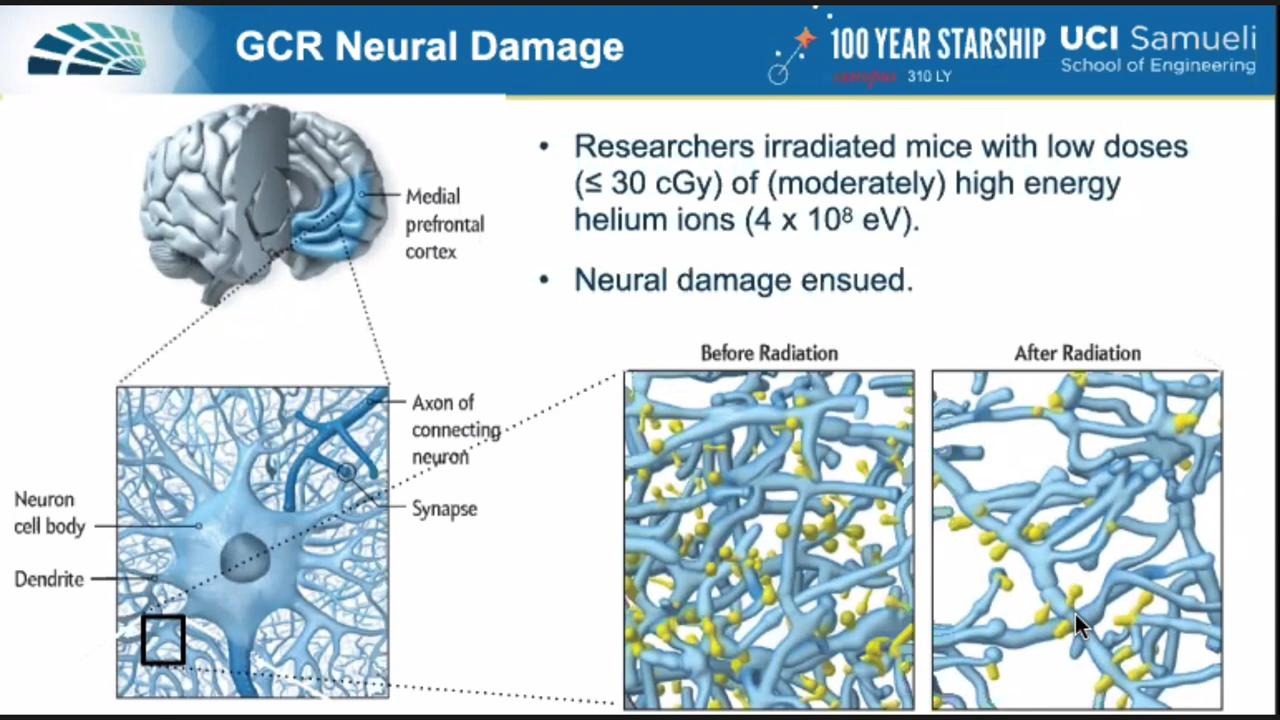 GCR Neural Damage
100 YEAR STARSHIP
canopus 310 LY
UCI Samueli
School of Engineering
Medial
prefrontal
cortex
• Researchers irradiated mice with low doses
(≤ 30 cGy) of (moderately) high energy
helium ions (4 x 10⁸ eV).
• Neural damage ensued.
Axon of
connecting
neuron
Synapse
Neuron
cell body
Dendrite
Before Radiation
After Radiation